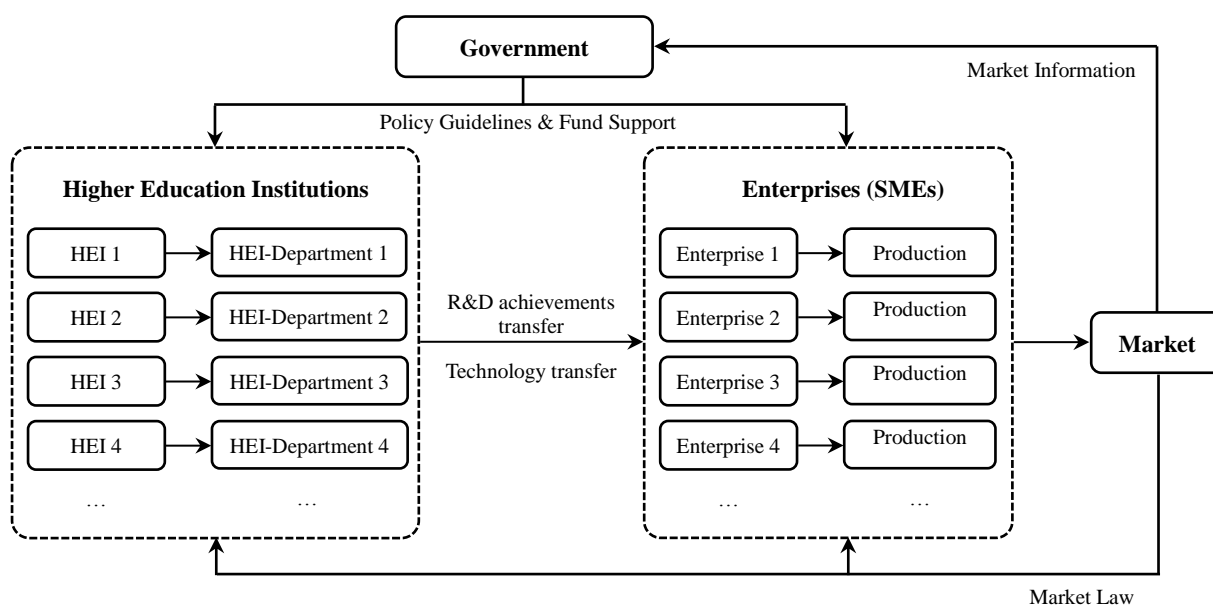 Government
Market Information
Policy Guidelines & Fund Support
Higher Education Institutions
HEI 1
HEI-Department 1
HEI 2
HEI-Department 2
HEI 3
HEI-Department 3
HEI 4
HEI-Department 4
…
…
R&D achievements
transfer
Technology transfer
Enterprises (SMEs)
Enterprise 1
Production
Enterprise 2
Production
Enterprise 3
Production
Enterprise 4
Production
…
…
Market
Market Law